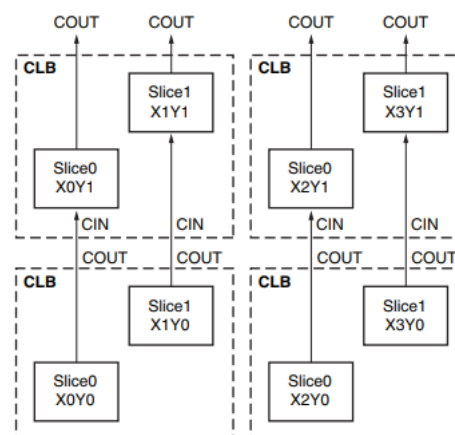 COUT COUT COUT COUT
CLB CLB
Slice1
X1Y1
Slice1
X3Y1
Slice0
X0Y1
Slice0
X2Y1
CIN CIN CIN CIN
COUT COUT COUT COUT
CLB CLB
Slice1
X1Y0
Slice1
X3Y0
Slice0
X0Y0
Slice0
X2Y0